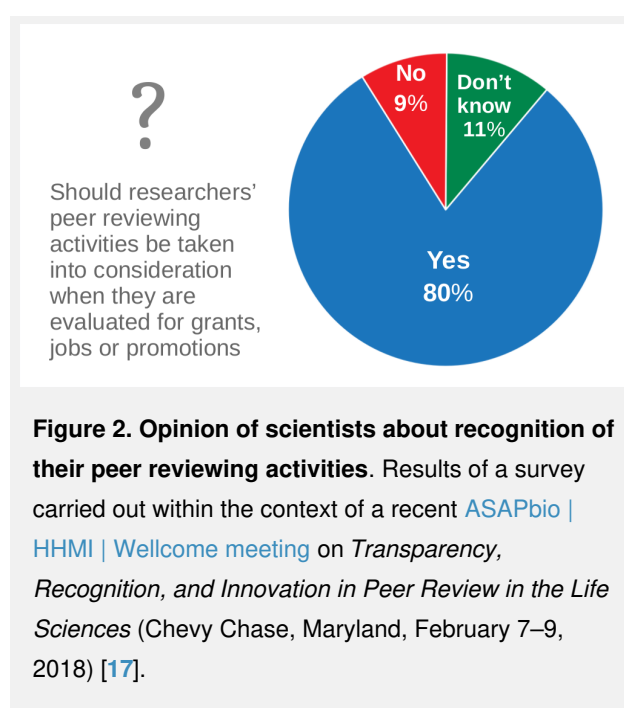 ?
Should researchers’
peer reviewing
activities be taken
into consideration
when they are
evaluated for grants,
jobs or promotions
No
9%
Don’t
know
11%
Yes
80%
Figure 2. Opinion of scientists about recognition of
their peer reviewing activities. Results of a survey
carried out within the context of a recent ASAPbio |
HHMI | Wellcome meeting on Transparency,
Recognition, and Innovation in Peer Review in the Life
Sciences (Chevy Chase, Maryland, February 7–9,
2018) [17].